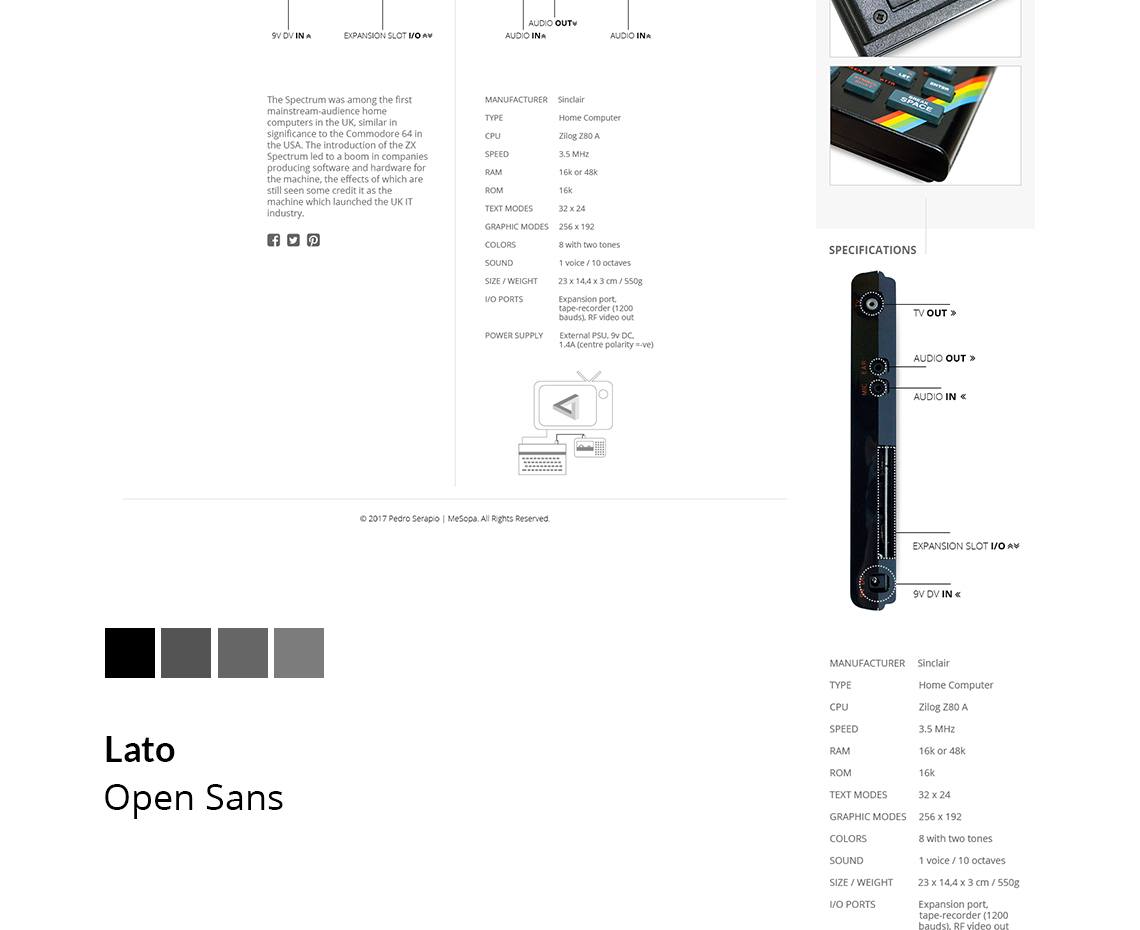 AUDIO OUT
9V DV IN
EXPANSION SLOT I/O
AUDIO IN
AUDIO IN
The Spectrum was among the first
mainstream-audience home
computers in the UK, similar in
significance to the Commodore 64 in
the USA. The introduction of the ZX
Spectrum led to a boom in companies
producing software and hardware for
the machine, the effects of which are
still seen some credit it as the
machine which launched the UK IT
industry.
MANUFACTURER Sinclair
TYPE Home Computer
CPU Zilog Z80 A
SPEED 3.5 MHz
RAM 16k or 48k
ROM 16k
TEXT MODES 32 x 24
GRAPHIC MODES 256 x 192
COLORS 8 with two tones
SOUND 1 voice / 10 octaves
SIZE / WEIGHT 23 x 14,4 x 3 cm / 550g
I/O PORTS Expansion port,
tape-recorder (1200
bauds), RF video out
POWER SUPPLY External PSU, 9v DC,
1.4A (centre polarity =-ve)
© 2017 Pedro Serapio | MeSopa. All Rights Reserved.
Lato
Open Sans
LET
ENTER
BREAK
SPACE
SPECIFICATIONS
TV OUT
AUDIO OUT
EAR
MIC
AUDIO IN
EXPANSION SLOT I/O
9V DV IN
MANUFACTURER Sinclair
TYPE Home Computer
CPU Zilog Z80 A
SPEED 3.5 MHz
RAM 16k or 48k
ROM 16k
TEXT MODES 32 x 24
GRAPHIC MODES 256 x 192
COLORS 8 with two tones
SOUND 1 voice / 10 octaves
SIZE / WEIGHT 23 x 14,4 x 3 cm / 550g
I/O PORTS Expansion port,
tape-recorder (1200
bauds), RF video out